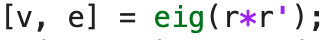 [v, e] = eig(r*r');